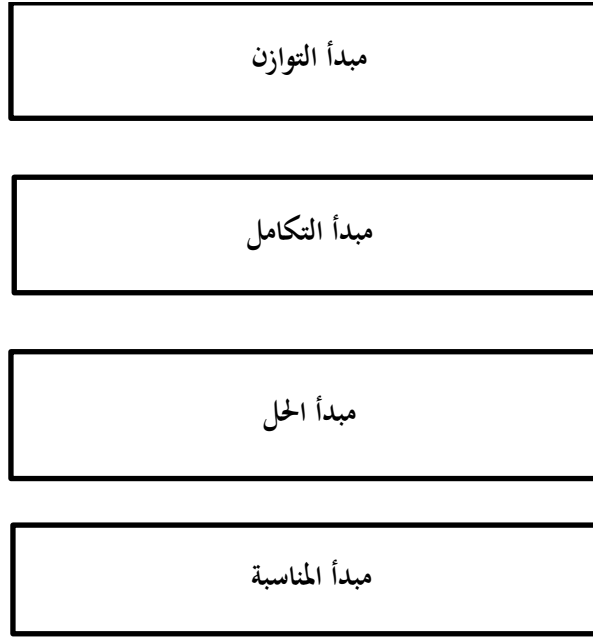 مبدأ التوازن
مبدأ التكامل
مبدأ الحل
مبدأ المناسبة